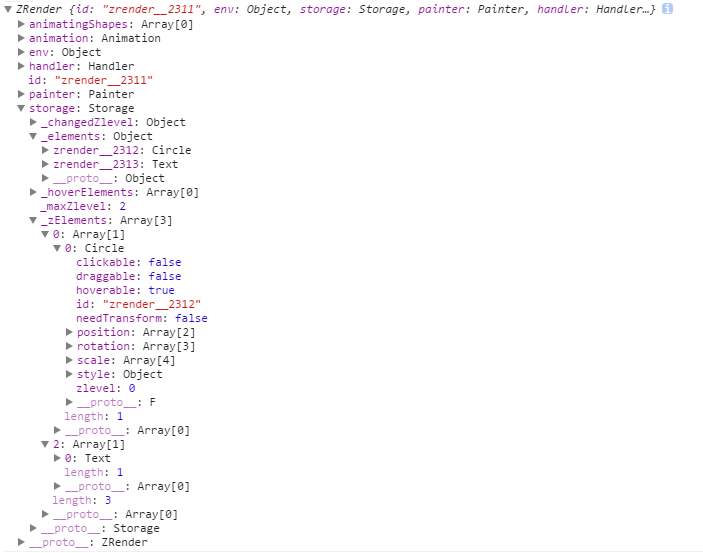 ZRender {id: "zrender__2311", env: Object, storage: Storage, painter: Painter, handler: Handler…}
animatingShapes: Array[0]
animation: Animation
env: Object
handler: Handler
id: "zrender__2311"
painter: Painter
storage: Storage
_changedZlevel: Object
_elements: Object
zrender__2312: Circle
zrender__2313: Text
__proto__: Object
_hoverElements: Array[0]
_maxZlevel: 2
_zElements: Array[3]
0: Array[1]
0: Circle
clickable: false
draggable: false
hoverable: true
id: "zrender__2312"
needTransform: false
position: Array[2]
rotation: Array[3]
scale: Array[4]
style: Object
zlevel: 0
__proto__: F
length: 1
__proto__: Array[0]
2: Array[1]
0: Text
length: 1
__proto__: Array[0]
length: 3
__proto__: Array[0]
__proto__: Storage
__proto__: ZRender